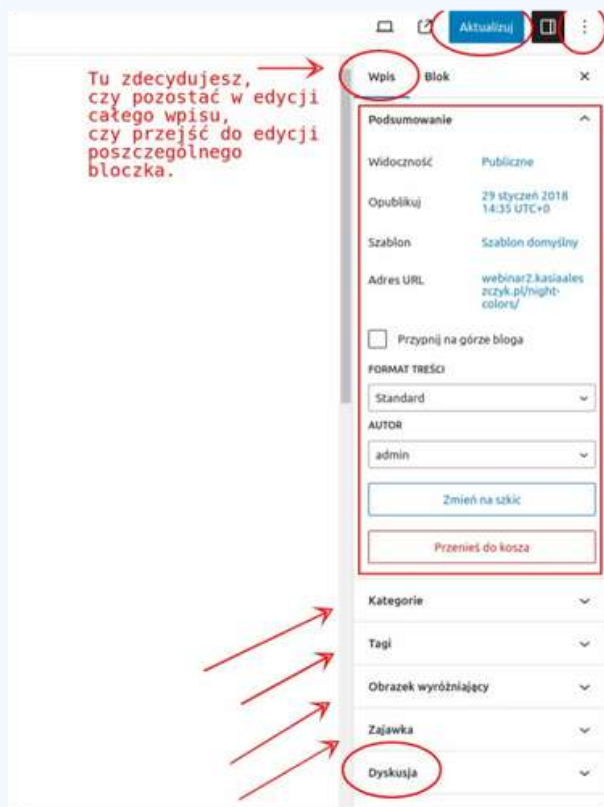 Aktualizuj
Tu zdecydujesz,
czy pozostać w edycji
całego wpisu,
czy przejść do edycji
poszczególnego
bloczka.
Wpis Blok
Podsumowanie
Widoczność Publiczne
Opublikuj 29 styczeń 2018
14:35 UTC+0
Szablon Szablon domyślny
Adres URL webinar2.kasiaales
zczyk.pl/night-
colors/
Przypnij na górze bloga
FORMAT TREŚCI
Standard
AUTOR
admin
Zmień na szkic
Przenieś do kosza
Kategorie
Tagi
Obrazek wyróżniający
Zajawka
Dyskusja